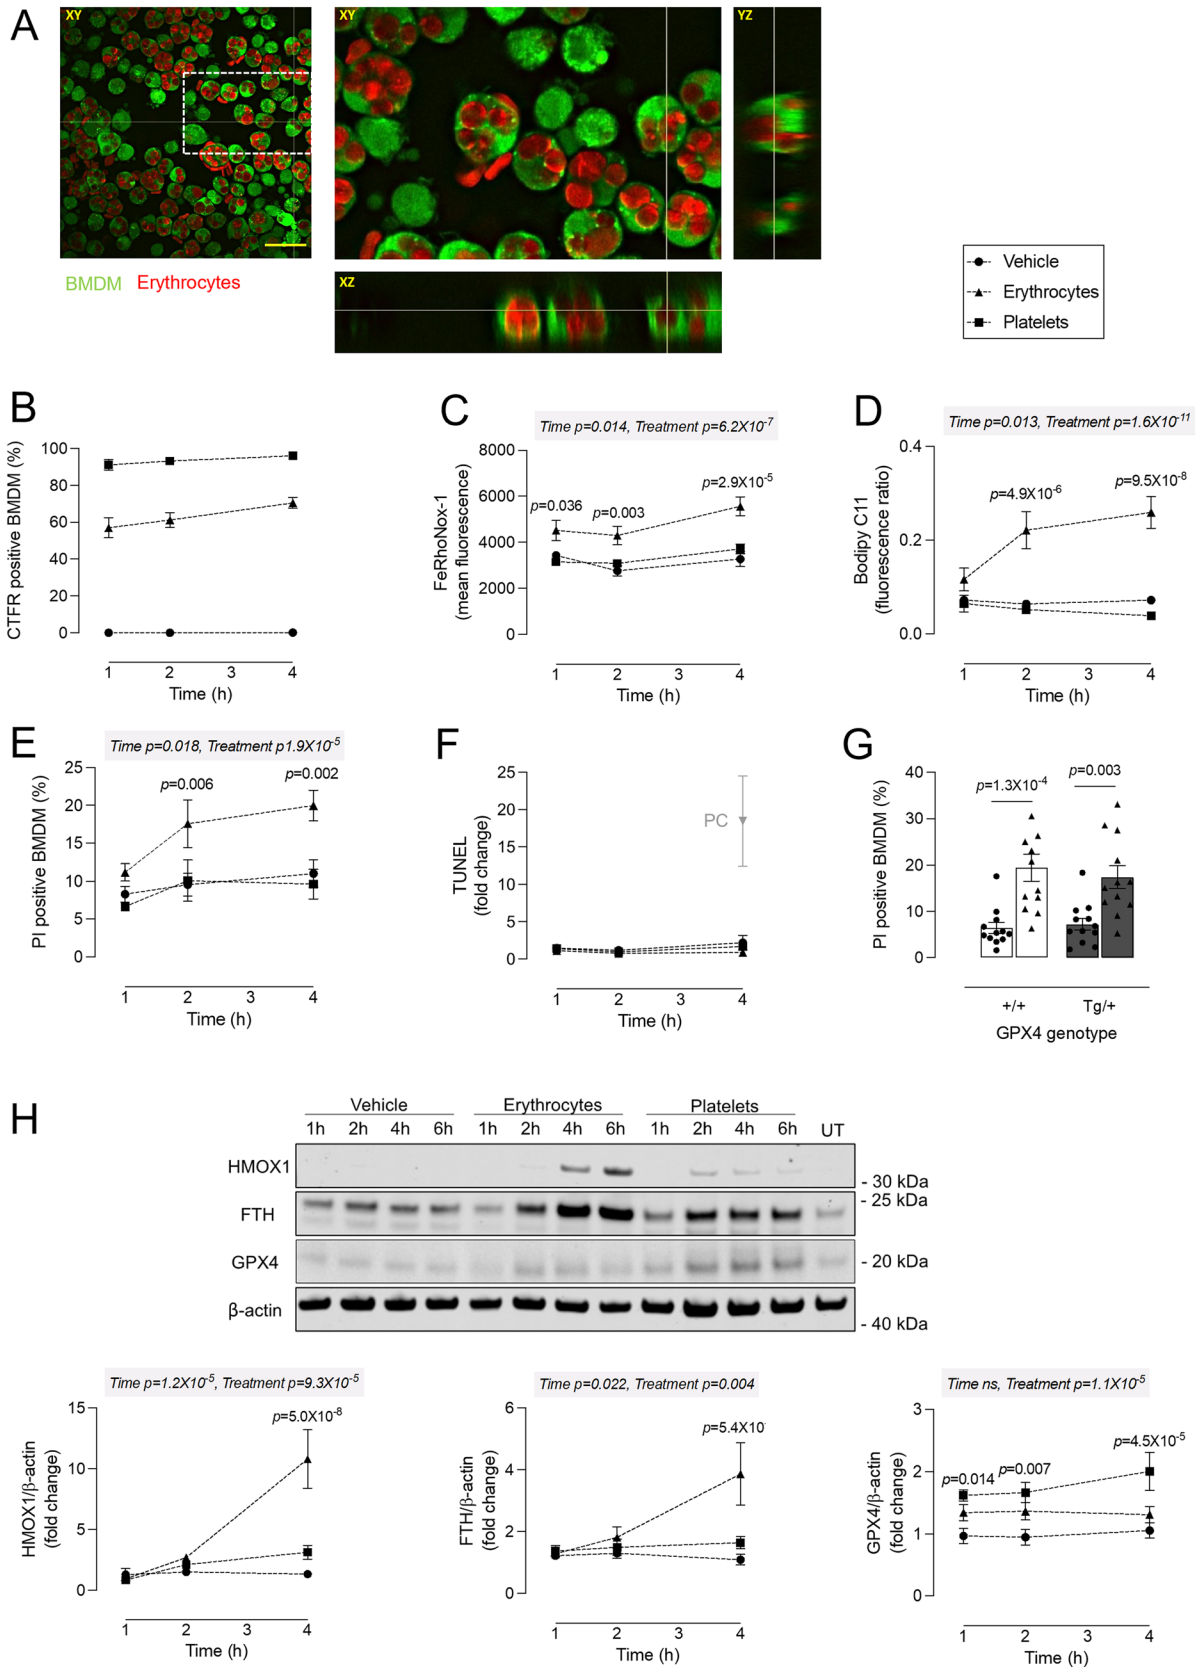 A
XY
XY
YZ
XZ
BMDM Erythrocytes
Vehicle
Erythrocytes
Platelets
B
CTFR positive BMDM (%)
100
80
60
40
20
0
1 2 3 4
Time (h)
C
Time p=0.014, Treatment p=6.2X10-7
FeRhoNox-1
(mean fluorescence)
8000
6000
4000
2000
0
p=0.036
p=0.003
p=2.9X10-5
1 2 3 4
Time (h)
D
Time p=0.013, Treatment p=1.6X10-11
Bodipy C11
(fluorescence ratio)
0.4
0.2
0.0
p=4.9X10-6
p=9.5X10-8
1 2 3 4
Time (h)
E
Time p=0.018, Treatment p1.9X10-5
PI positive BMDM (%)
25
20
15
10
5
0
p=0.006
p=0.002
1 2 3 4
Time (h)
F
TUNEL
(fold change)
25
20
15
10
5
0
PC
1 2 3 4
Time (h)
G
PI positive BMDM (%)
40
30
20
10
0
p=1.3X10-4
p=0.003
+/+ Tg/+
GPX4 genotype
H
Vehicle Erythrocytes Platelets
1h 2h 4h 6h 1h 2h 4h 6h 1h 2h 4h 6h UT
HMOX1
- 30 kDa
- 25 kDa
FTH
GPX4
- 20 kDa
β-actin
- 40 kDa
Time p=1.2X10-5, Treatment p=9.3X10-5
HMOX1/β-actin
(fold change)
15
10
5
0
p=5.0X10-8
1 2 3 4
Time (h)
Time p=0.022, Treatment p=0.004
FTH/β-actin
(fold change)
6
4
2
0
p=5.4X10
1 2 3 4
Time (h)
Time ns, Treatment p=1.1X10-5
GPX4/β-actin
(fold change)
3
2
1
0
p=0.014
p=0.007
p=4.5X10-5
1 2 3 4
Time (h)